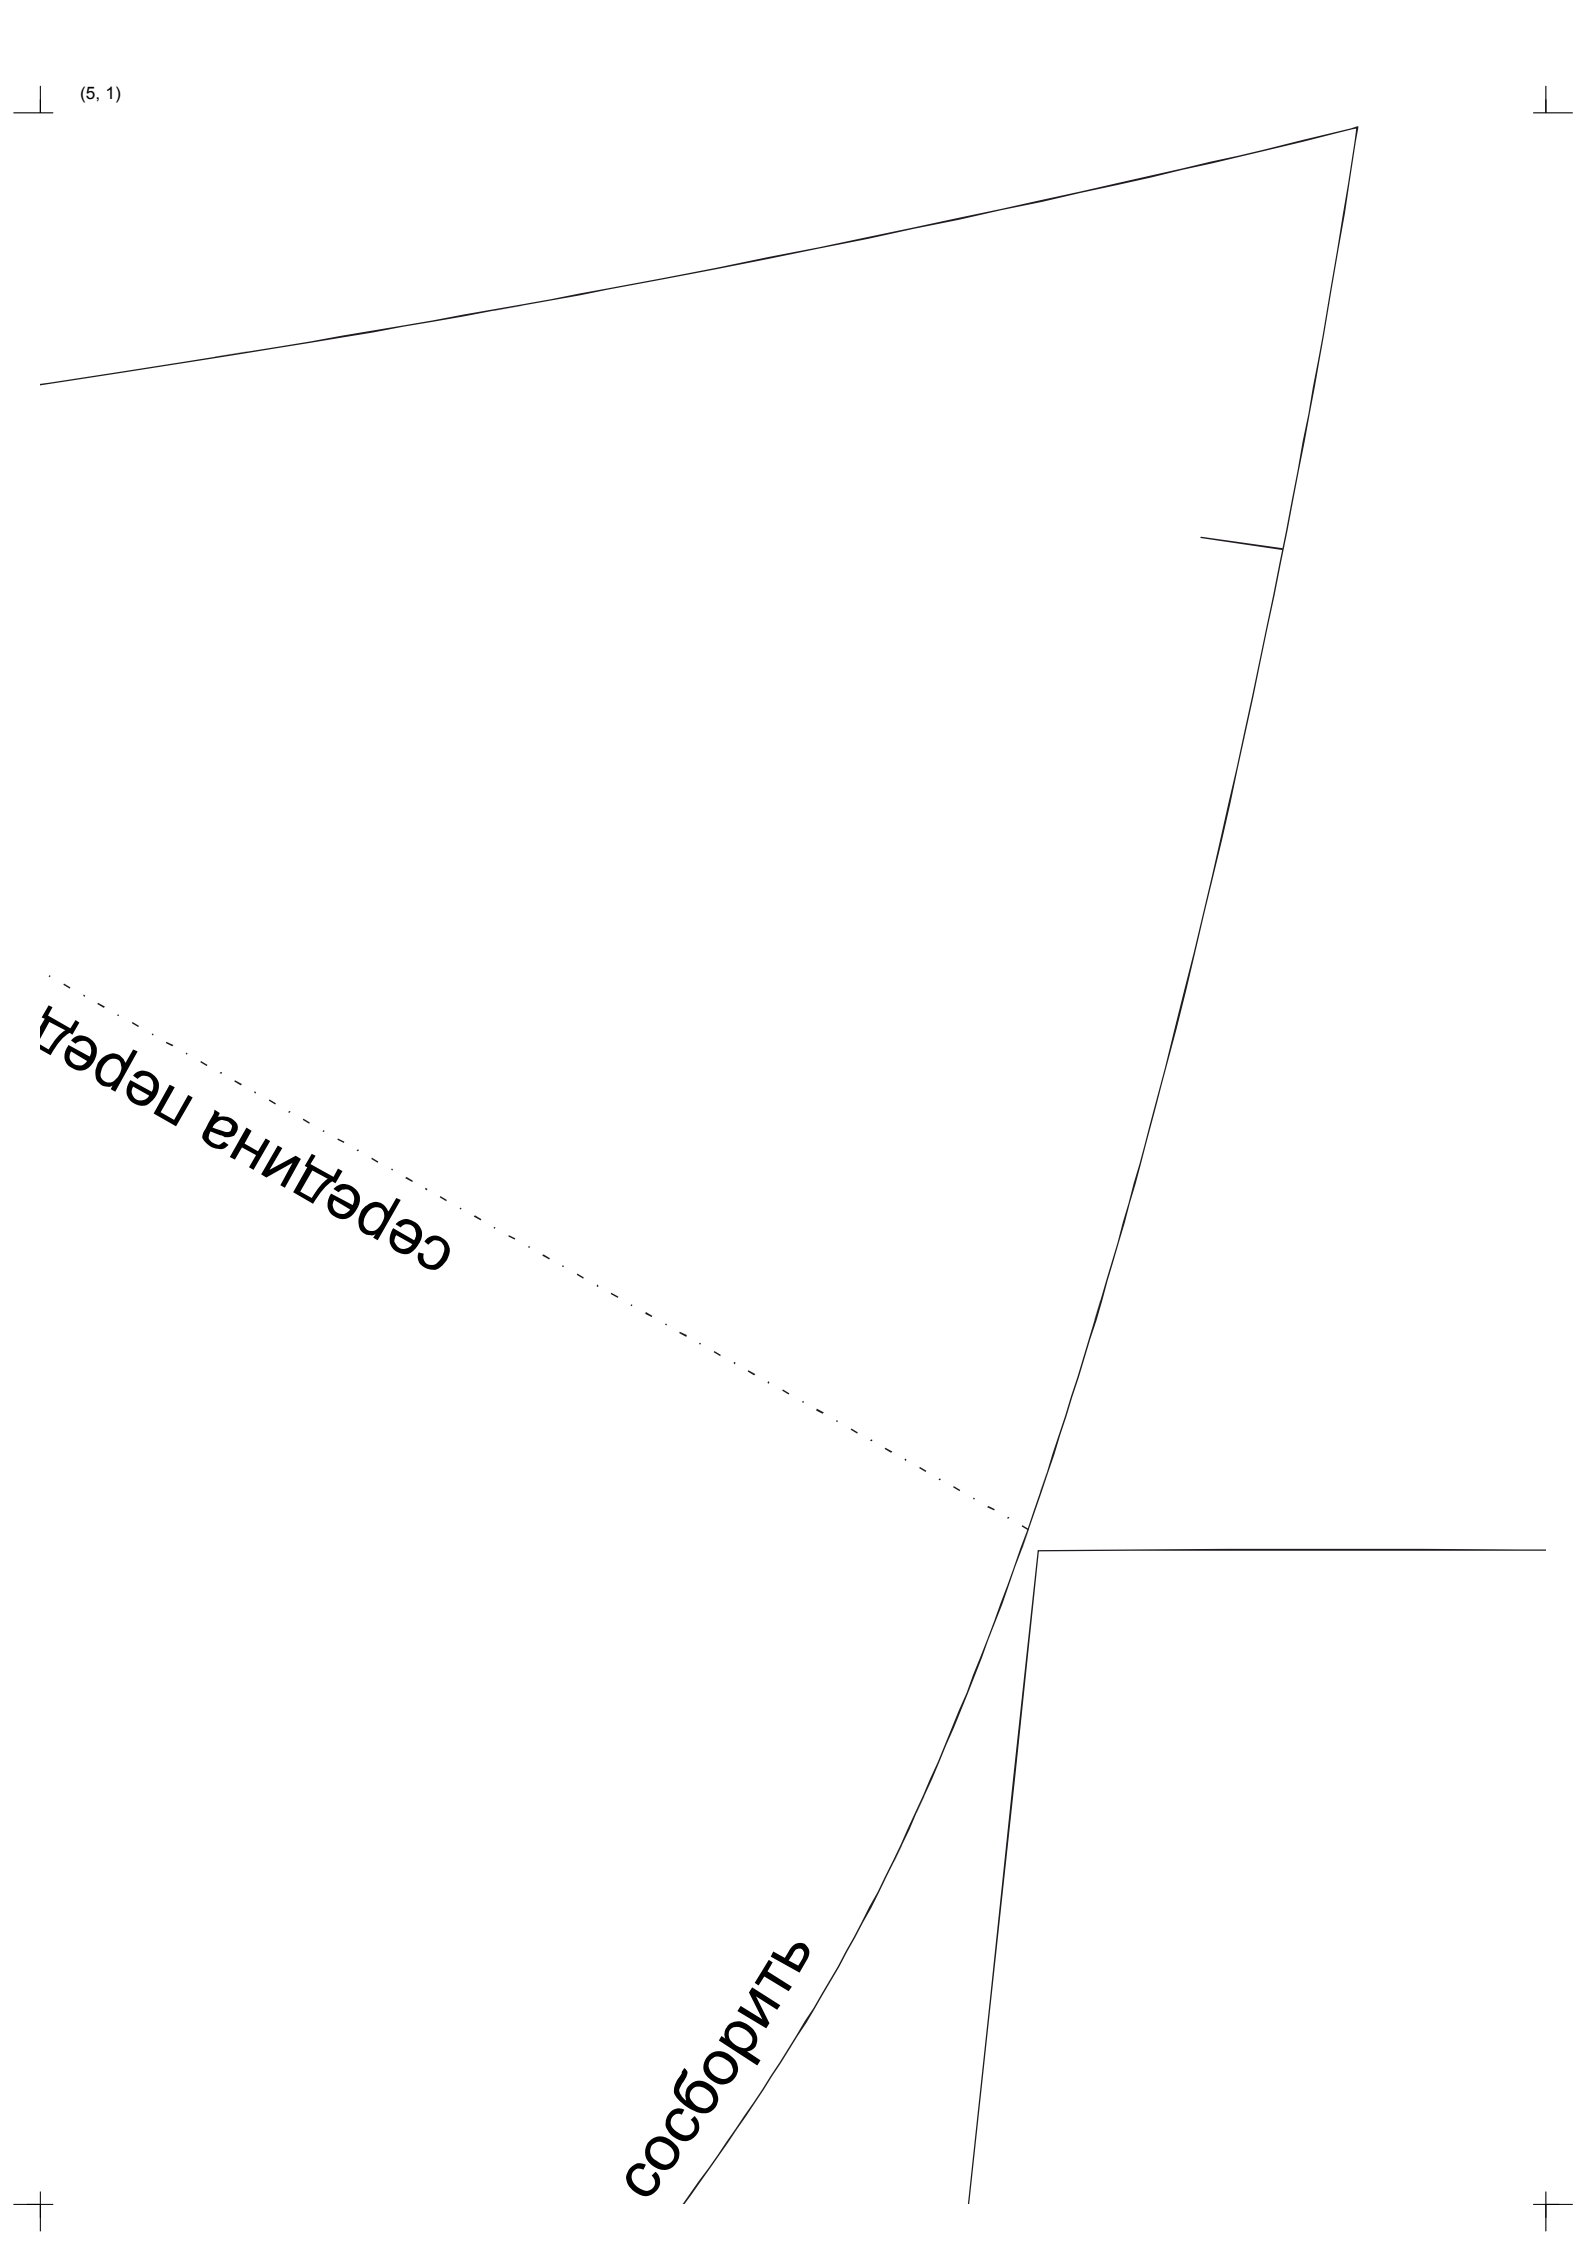 (5, 1)
середина перед
сосборить